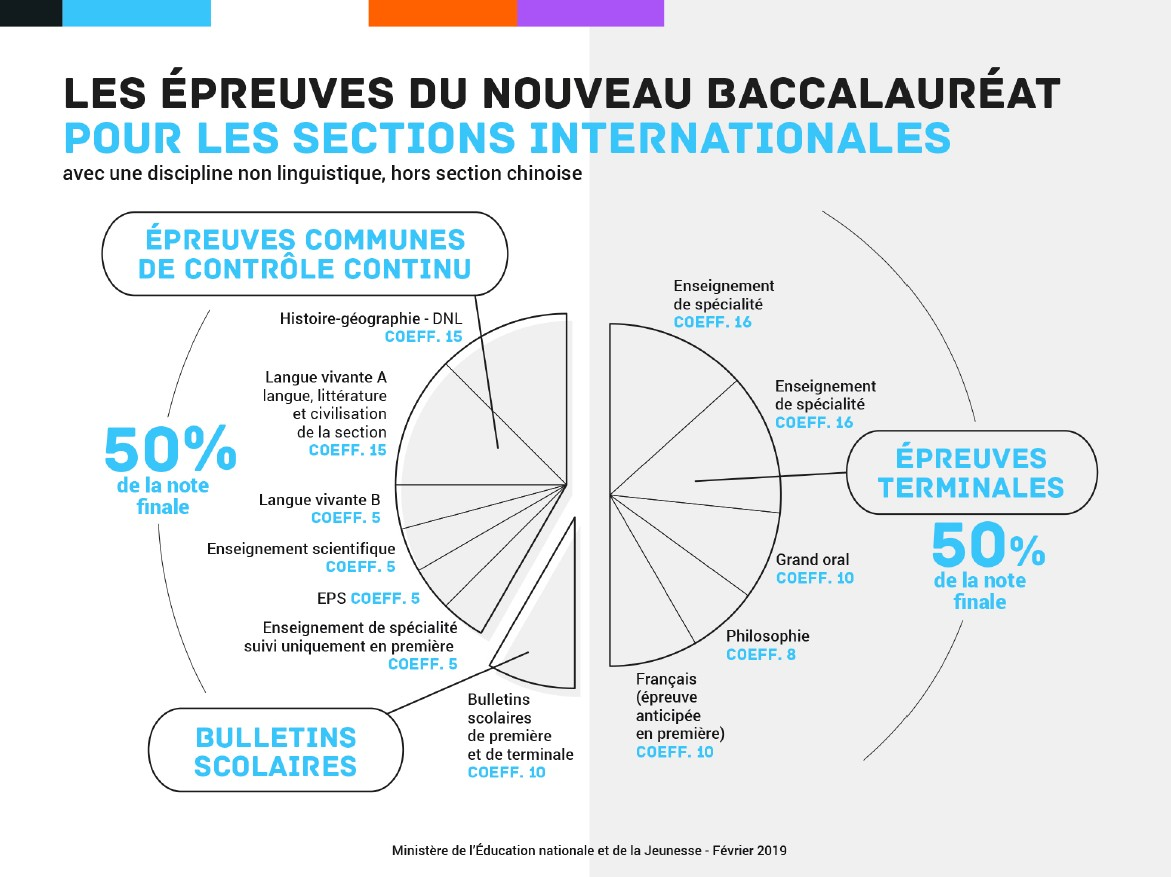 LES ÉPREUVES DU NOUVEAU BACCALAURÉAT
POUR LES SECTIONS INTERNATIONALES
avec une discipline non linguistique, hors section chinoise
ÉPREUVES COMMUNES
DE CONTRÔLE CONTINU
Histoire-géographie - DNL
COEFF. 15
Langue vivante A
langue, littérature
et civilisation
de la section
COEFF. 15
50%
de la note
finale
Langue vivante B
COEFF. 5
Enseignement scientifique
COEFF. 5
EPS COEFF. 5
Enseignement de spécialité
suivi uniquement en première
COEFF. 5
BULLETINS
SCOLAIRES
Bulletins
scolaires
de première
et de terminale
COEFF. 10
Enseignement
de spécialité
COEFF. 16
Enseignement
de spécialité
COEFF. 16
ÉPREUVES
TERMINALES
50%
de la note
finale
Grand oral
COEFF. 10
Philosophie
COEFF. 8
Français
(épreuve
anticipée
en première)
COEFF. 10
Ministère de l'Éducation nationale et de la Jeunesse - Février 2019